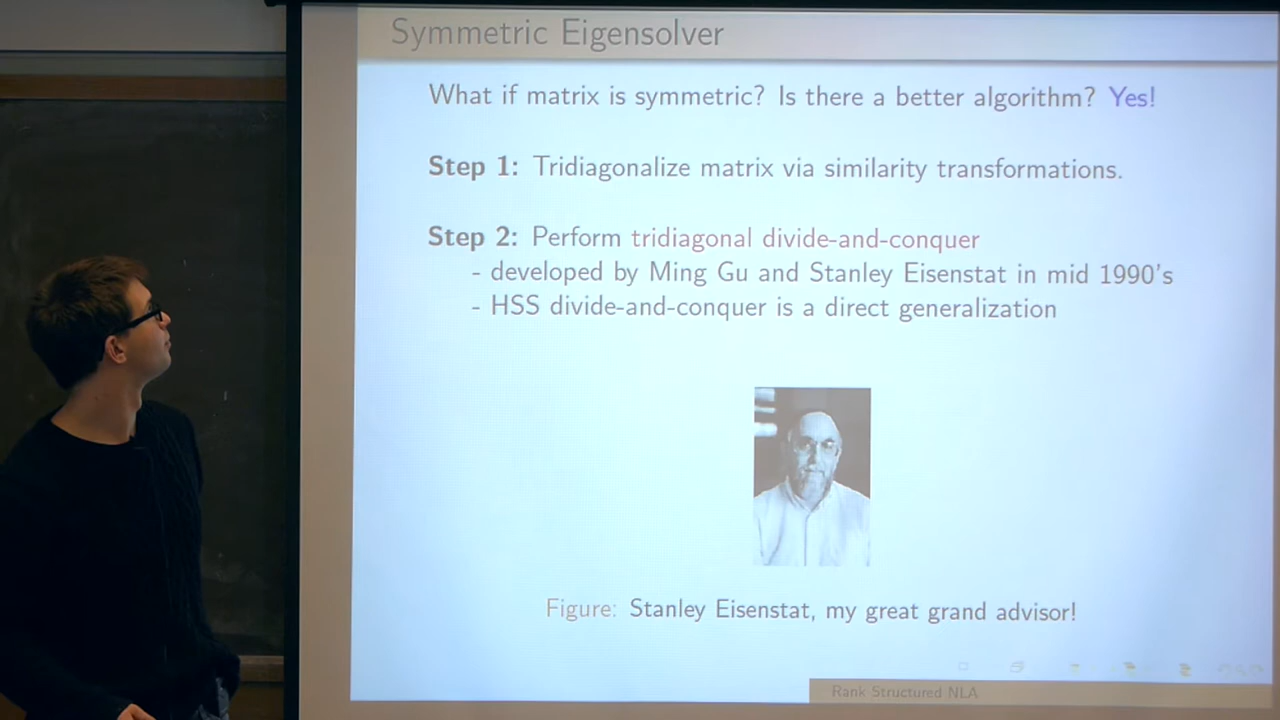 Symmetric Eigensolver
What if matrix is symmetric? Is there a better algorithm? Yes!
Step 1: Tridiagonalize matrix via similarity transformations.
Step 2: Perform tridiagonal divide-and-conquer
- developed by Ming Gu and Stanley Eisenstat in mid 1990's
- HSS divide-and-conquer is a direct generalization
Figure: Stanley Eisenstat, my great grand advisor!
Rank Structured NLA